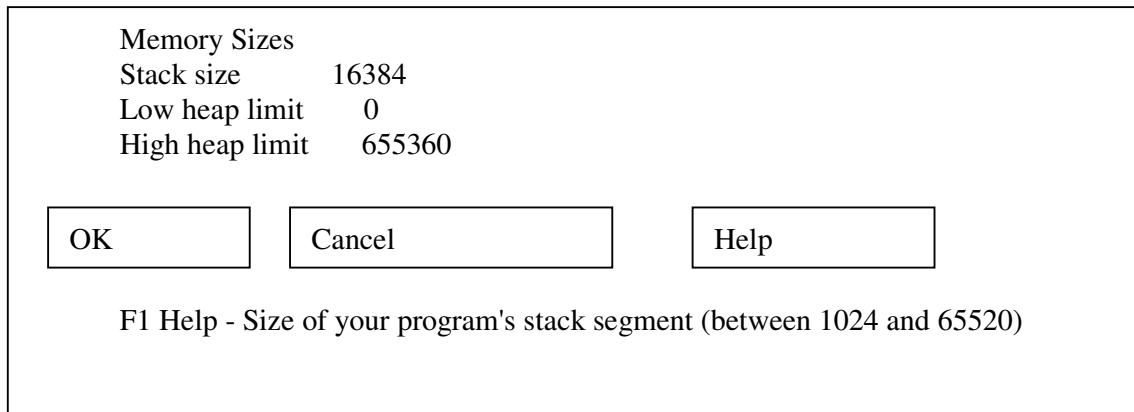 Memory Sizes
Stack size 16384
Low heap limit 0
High heap limit 655360
OK Cancel Help
F1 Help - Size of your program's stack segment (between 1024 and 65520)